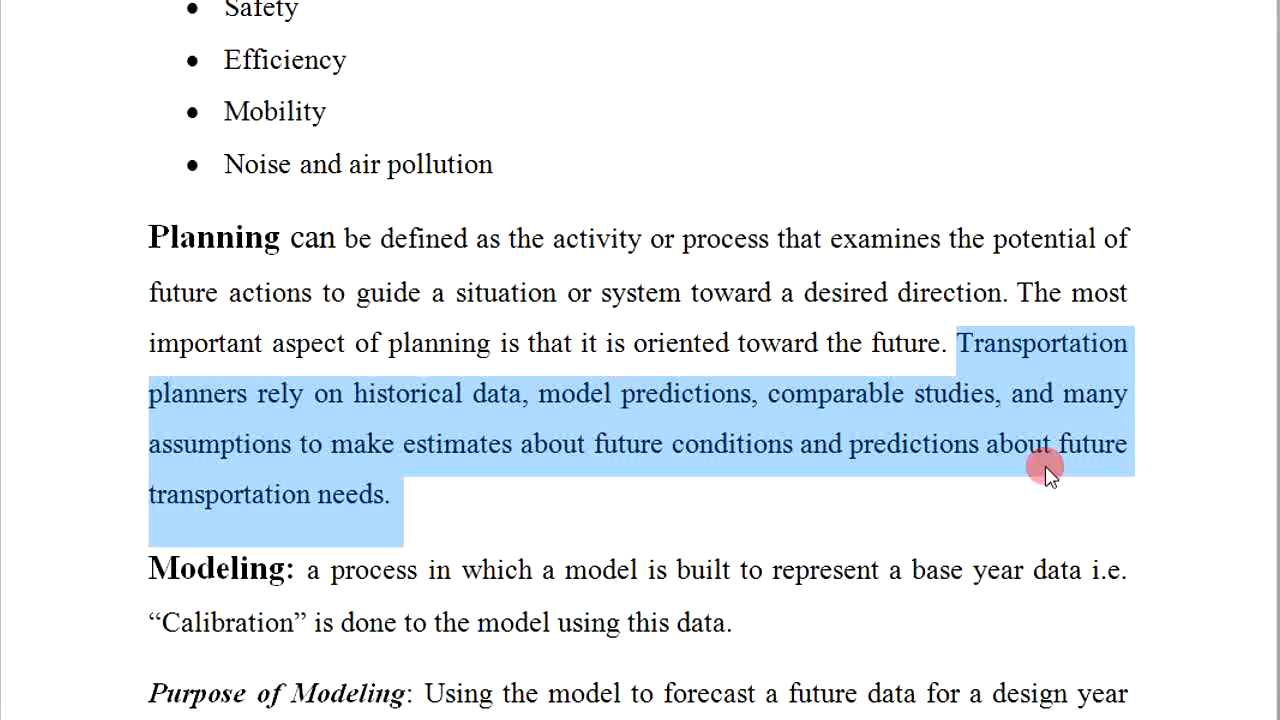 • Safety
• Efficiency
• Mobility
• Noise and air pollution
Planning can be defined as the activity or process that examines the potential of
future actions to guide a situation or system toward a desired direction. The most
important aspect of planning is that it is oriented toward the future. Transportation
planners rely on historical data, model predictions, comparable studies, and many
assumptions to make estimates about future conditions and predictions about future
transportation needs.
Modeling: a process in which a model is built to represent a base year data i.e.
“Calibration” is done to the model using this data.
Purpose of Modeling: Using the model to forecast a future data for a design year